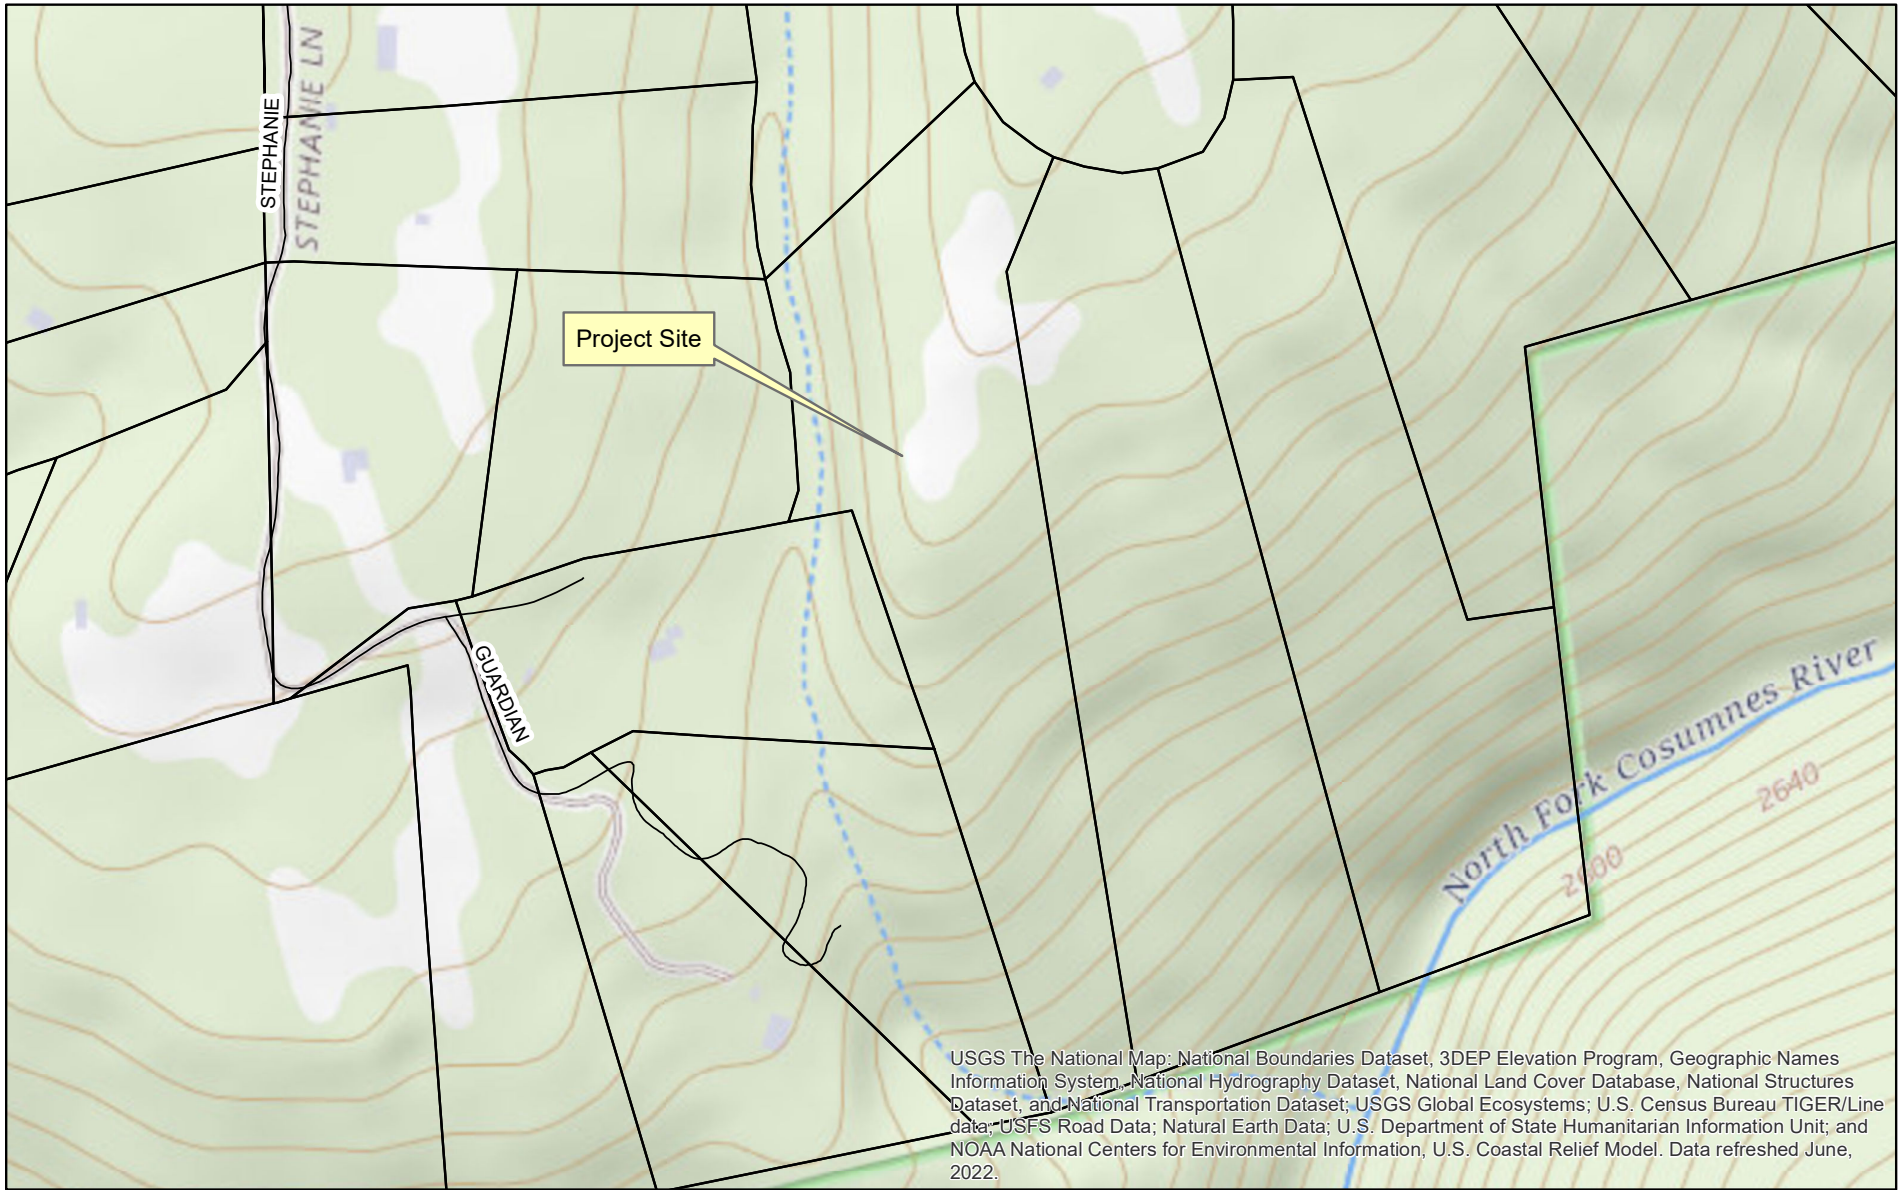 STEPHANIE
STEPHANIE LN
Project Site
GUARDIAN
North Fork Cosumnes River
2640
2600
USGS The National Map: National Boundaries Dataset, 3DEP Elevation Program, Geographic Names
Information System, National Hydrography Dataset, National Land Cover Database, National Structures
Dataset, and National Transportation Dataset; USGS Global Ecosystems; U.S. Census Bureau TIGER/Line
data; USFS Road Data; Natural Earth Data; U.S. Department of State Humanitarian Information Unit; and
NOAA National Centers for Environmental Information, U.S. Coastal Relief Model. Data refreshed June,
2022.